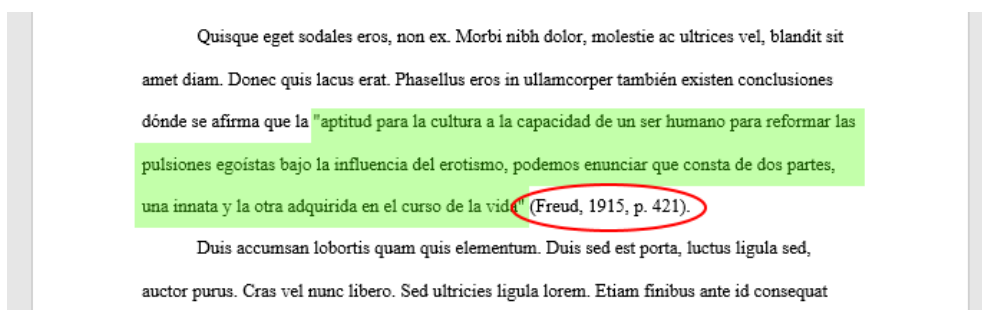 Quisque eget sodales eros, non ex. Morbi nibh dolor, molestie ac ultrices vel, blandit sit
amet diam. Donec quis lacus erat. Phasellus eros in ullamcorper también existen conclusiones
dónde se afirma que la "aptitud para la cultura a la capacidad de un ser humano para reformar las
pulsiones egoístas bajo la influencia del erotismo, podemos enunciar que consta de dos partes,
una innata y la otra adquirida en el curso de la vida" (Freud, 1915, p. 421).
Duis accumsan lobortis quam quis elementum. Duis sed est porta, luctus ligula sed,
auctor purus. Cras vel nunc libero. Sed ultricies ligula lorem. Etiam finibus ante id consequat